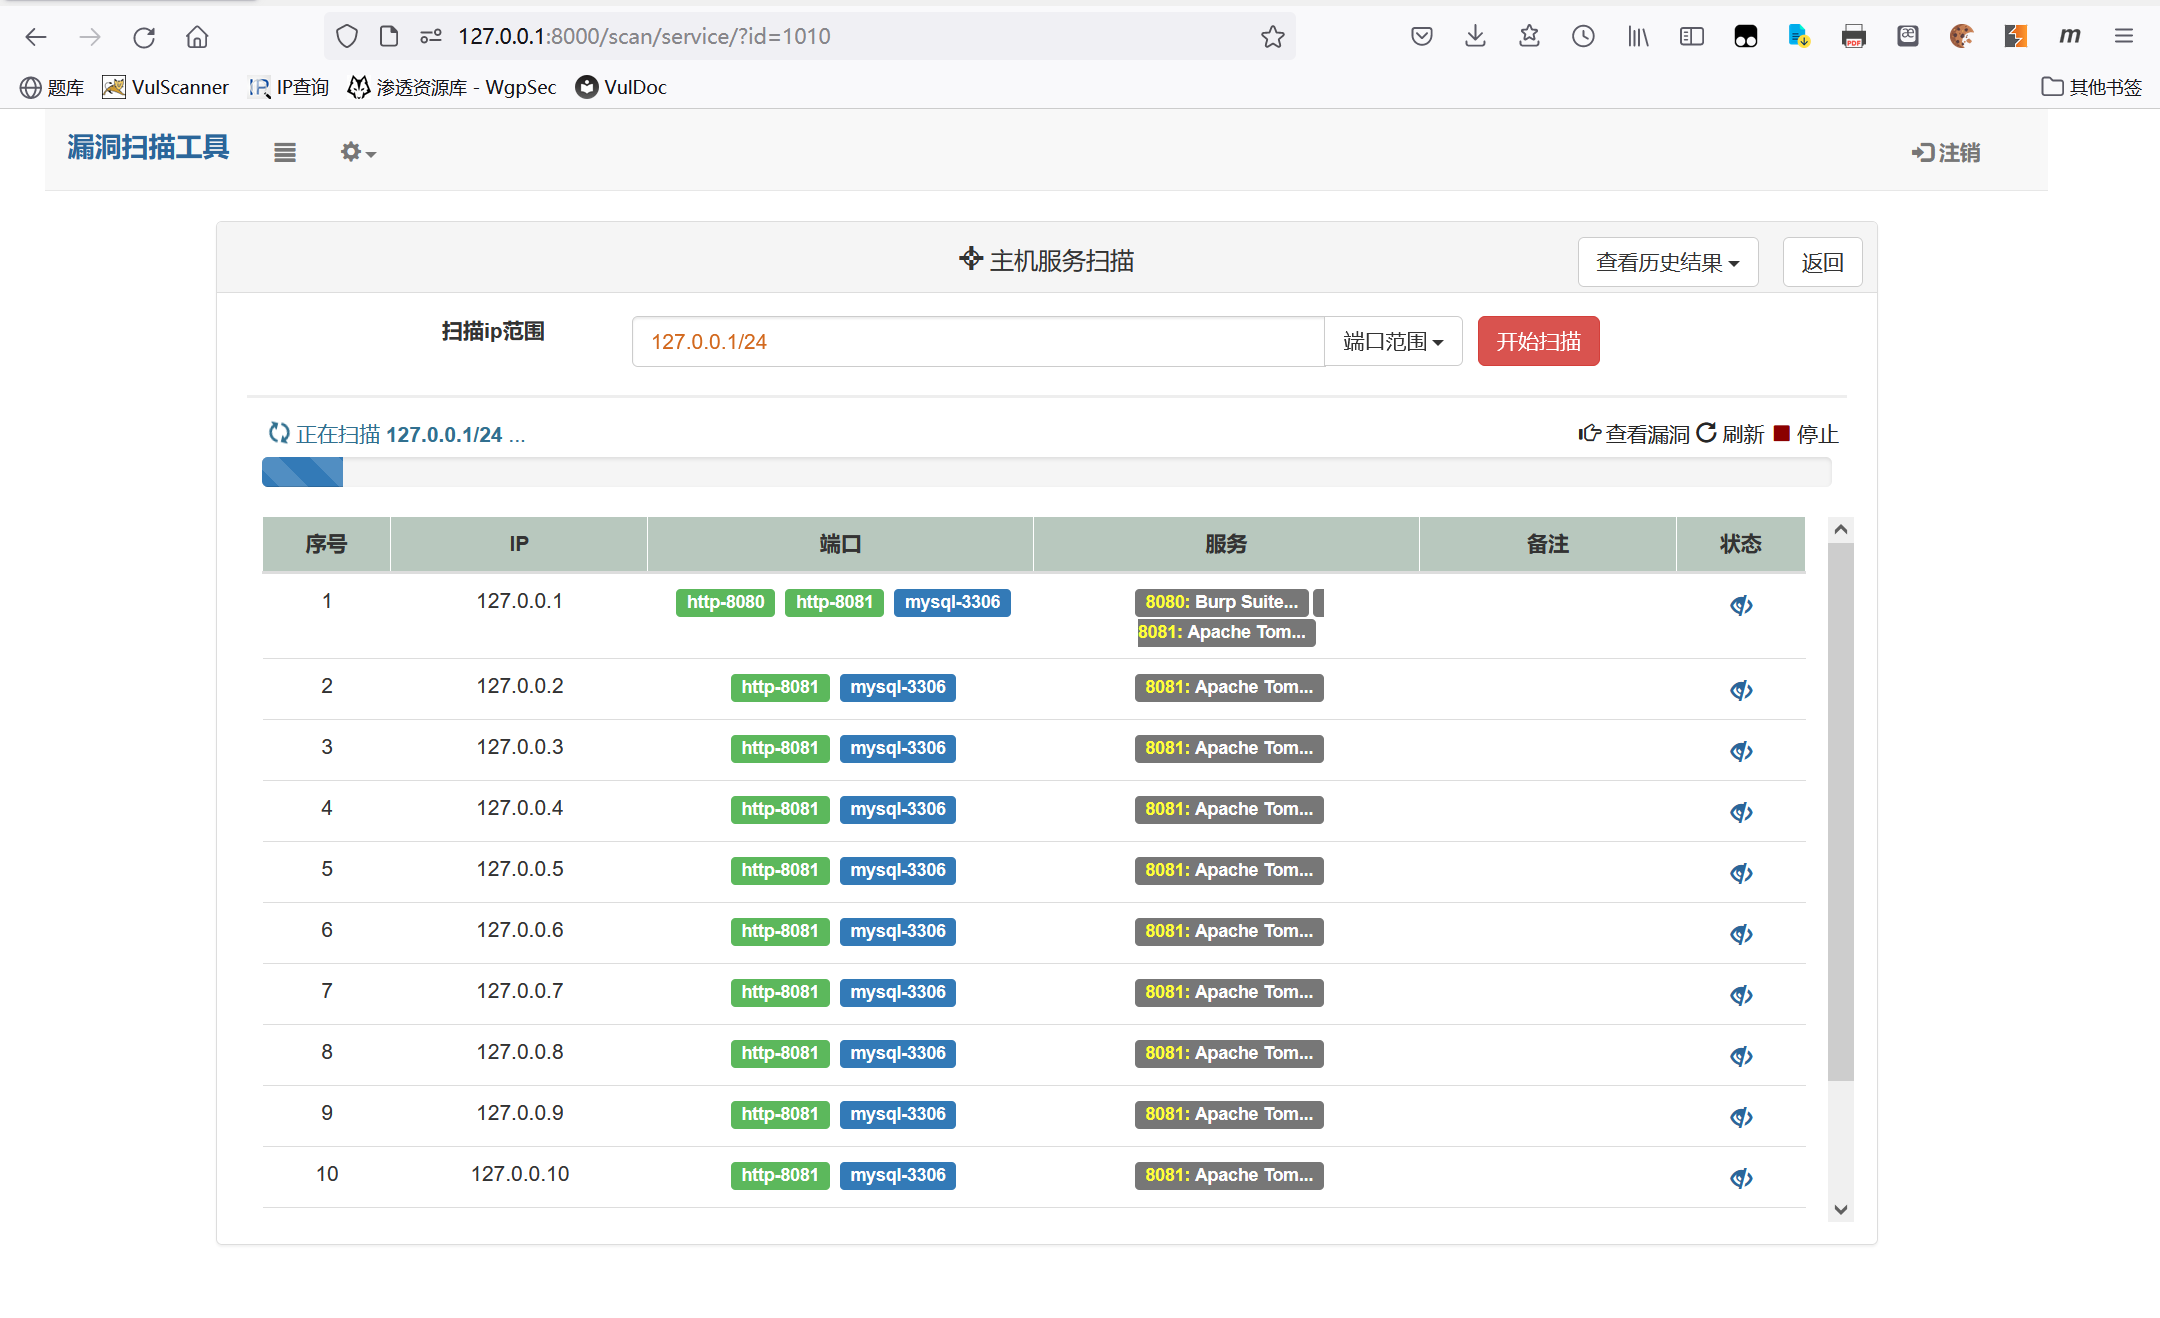 127.0.0.1:8000/scan/service/?id=1010
题库 VulScanner IP查询 渗透资源库 - WgpSec VulDoc 其他书签
漏洞扫描工具 注销
主机服务扫描 查看历史结果 返回
扫描ip范围 127.0.0.1/24 端口范围 开始扫描
正在扫描 127.0.0.1/24 ... 查看漏洞 刷新 停止
序号 IP 端口 服务 备注 状态
1 127.0.0.1 http-8080 http-8081 mysql-3306 8080: Burp Suite...
8081: Apache Tom...
2 127.0.0.2 http-8081 mysql-3306 8081: Apache Tom...
3 127.0.0.3 http-8081 mysql-3306 8081: Apache Tom...
4 127.0.0.4 http-8081 mysql-3306 8081: Apache Tom...
5 127.0.0.5 http-8081 mysql-3306 8081: Apache Tom...
6 127.0.0.6 http-8081 mysql-3306 8081: Apache Tom...
7 127.0.0.7 http-8081 mysql-3306 8081: Apache Tom...
8 127.0.0.8 http-8081 mysql-3306 8081: Apache Tom...
9 127.0.0.9 http-8081 mysql-3306 8081: Apache Tom...
10 127.0.0.10 http-8081 mysql-3306 8081: Apache Tom...